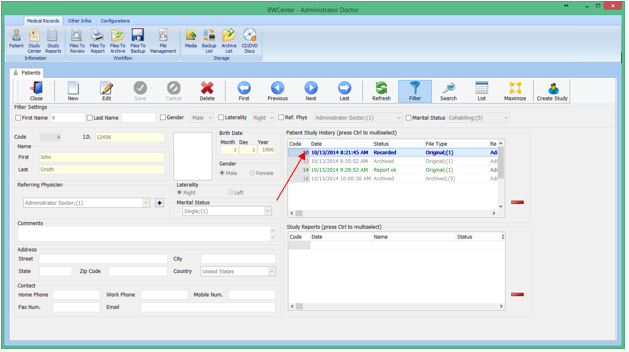 BWCenter - Administrator Doctor
Medical Records Other Infos Configurations
Patient Study Center Study Reports Files To Review Files To Report Files To Archive Files To Backup File Management Media Backup List Archive List CD/DVD Discs
Infomation Workflow Storage
Patients
Close New Edit Save Cancel Delete First Previous Next Last Refresh Filter Search List Maximize Create Study
Filter Settings
First Name Last Name Gender Male Laterality Right Ref. Phys Administrator Doctor;(1) Marital Status Cohabiting;(6)
Code 4 I.D. 12456
Name
First John
Last Smith
Referring Physician
Administrator Doctor;(1)
Birth Date
Month Day Year
1 1 1900
Gender
Male Female
Laterality
Right Left
Marital Status
Single;(1)
Patient Study History (press Ctrl to multiselect)
Code Date Status File Type Re
10/13/2014 8:21:45 AM Recorded Original;(1) Ad
12 10/13/2014 8:35:52 AM Archived Original;(1) Ad
14 10/13/2014 9:29:53 AM Report ok Original;(1) Ad
16 10/13/2014 10:00:36 AM Archived Archived;(5) Ad
Comments
Address
Street City
State Zip Code Country United States
Contact
Home Phone Work Phone Mobile Num.
Fax Num. Email
Study Reports (press Ctrl to multiselect)
Code Date Name Status